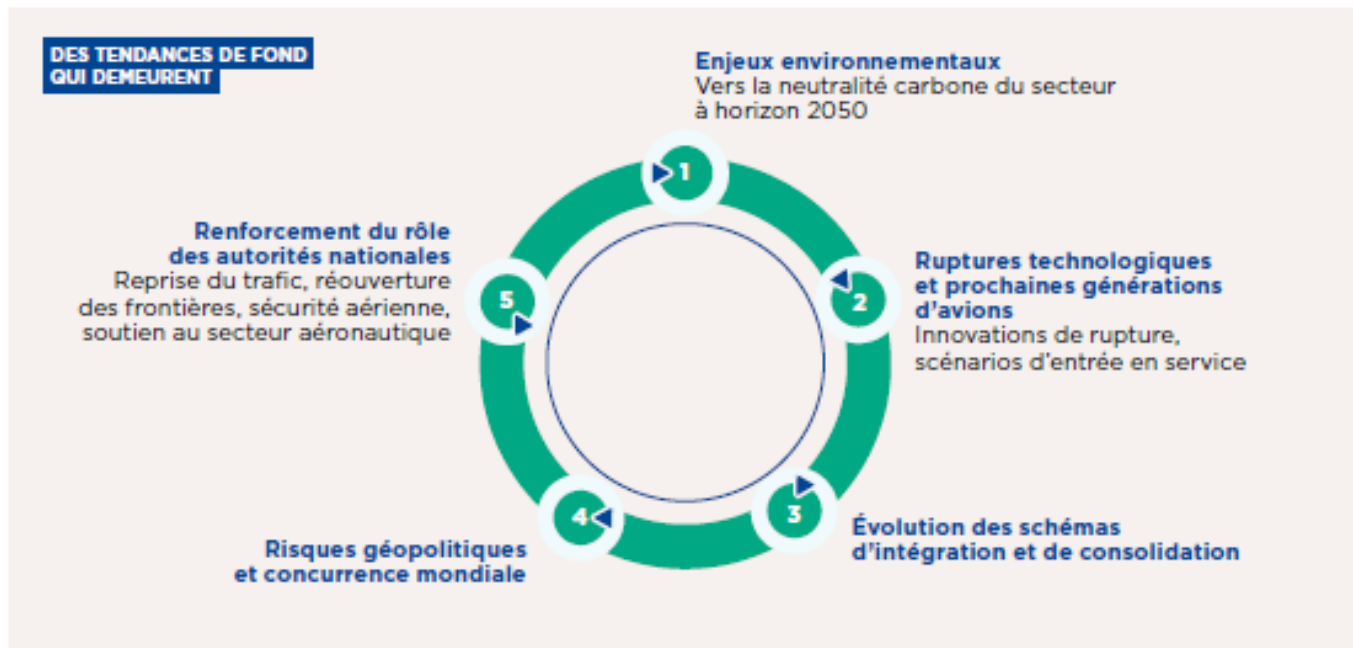 DES TENDANCES DE FOND
QUI DEMEURENT
Enjeux environnementaux
Vers la neutralité carbone du secteur
à horizon 2050
1
Ruptures technologiques
et prochaines générations
d'avions
Innovations de rupture,
scénarios d'entrée en service
2
Évolution des schémas
d'intégration et de consolidation
3
Risques géopolitiques
et concurrence mondiale
4
Renforcement du rôle
des autorités nationales
Reprise du trafic, réouverture
des frontières, sécurité aérienne,
soutien au secteur aéronautique
5